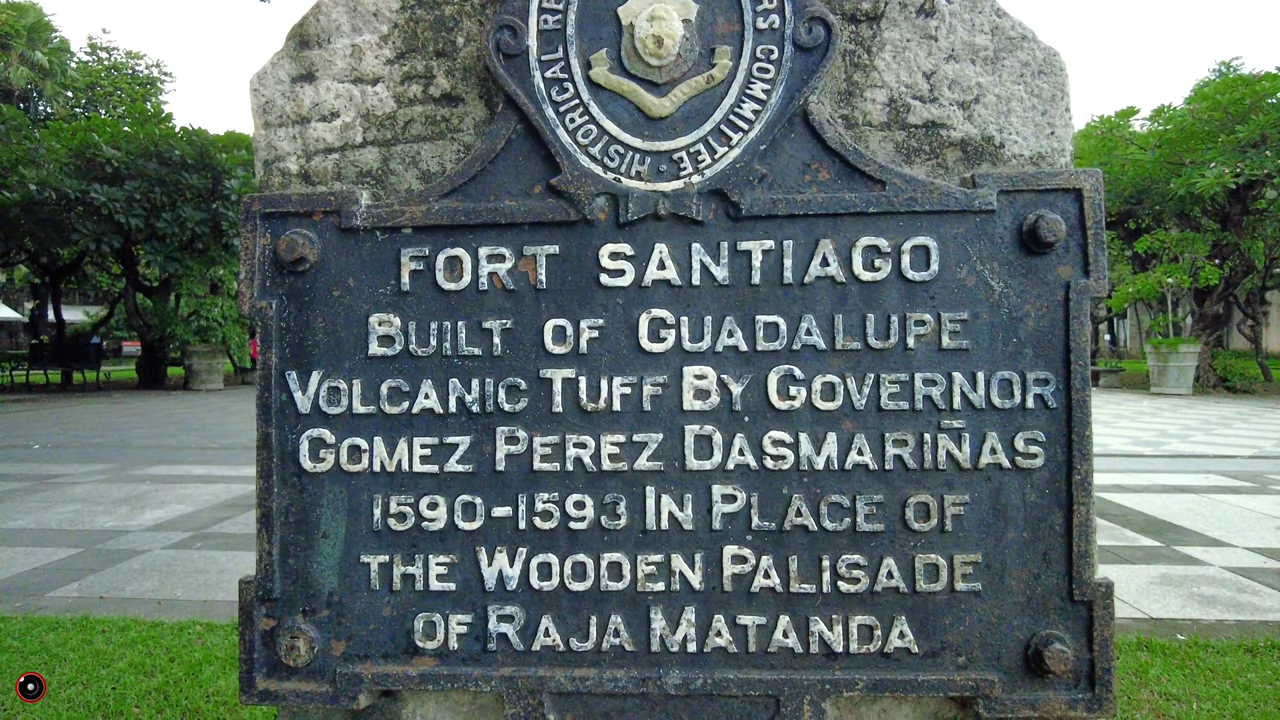 HISTORICAL RE RS COMMITTEE
FORT SANTIAGO
BUILT OF GUADALUPE
VOLCANIC TUFF BY GOVERNOR
GOMEZ PEREZ DASMARIÑAS
1590-1593 IN PLACE OF
THE WOODEN PALISADE
OF RAJA MATANDA